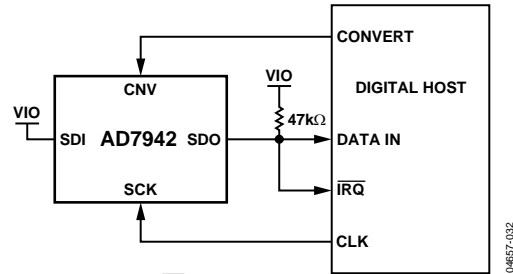 CONVERT
VIO
CNV
DIGITAL HOST
VIO
47kΩ
SDI AD7942 SDO
DATA IN
SCK
IRQ
CLK
04657-032